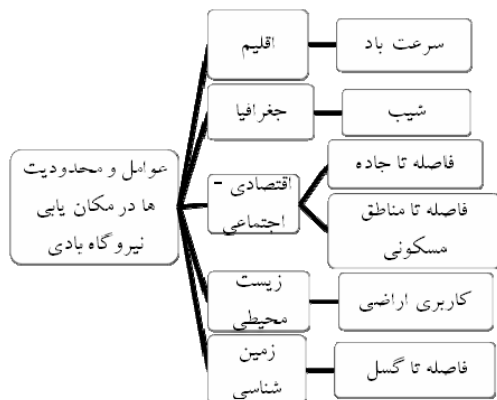 عوامل و محدودیت
ها در مکان یابی
نیروگاه بادی
اقلیم
سرعت باد
جغرافیا
شیب
اقتصادی -
اجتماعی
فاصله تا جاده
فاصله تا مناطق
مسکونی
زیست
محیطی
کاربری اراضی
زمین
شناسی
فاصله تا گسل